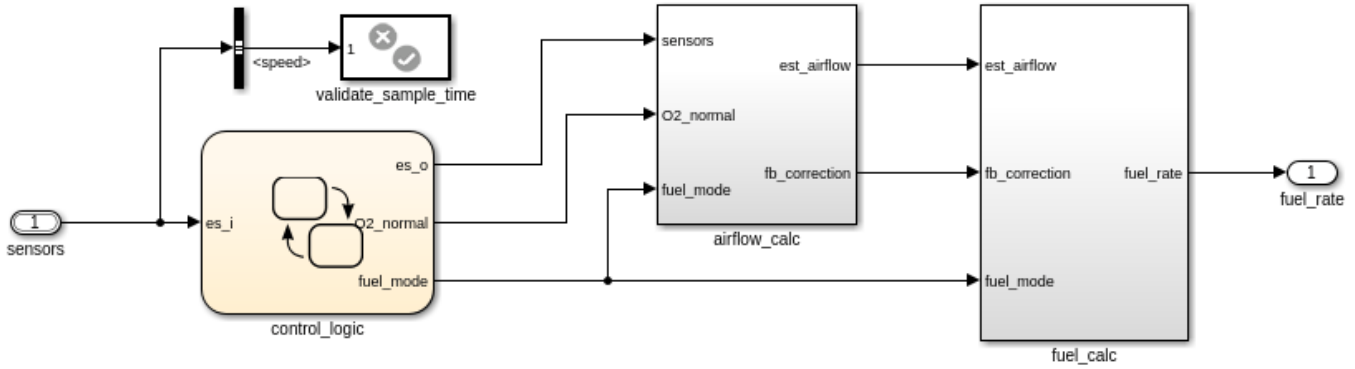 <speed>
1
validate_sample_time
1
sensors
es_i
es_o
O2_normal
fuel_mode
control_logic
sensors
O2_normal
fuel_mode
est_airflow
fb_correction
airflow_calc
est_airflow
fb_correction
fuel_mode
fuel_rate
fuel_calc
1
fuel_rate